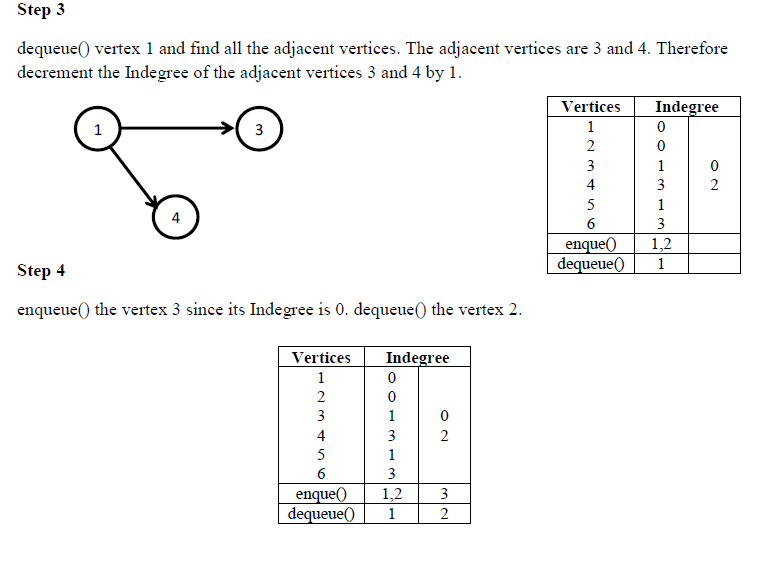 Step 3
dequeue() vertex 1 and find all the adjacent vertices. The adjacent vertices are 3 and 4. Therefore
decrement the Indegree of the adjacent vertices 3 and 4 by 1.
1
3
4
Vertices Indegree
1 0
2 0
3 1 0
4 3 2
5 1
6 3
enque() 1,2
dequeue() 1
Step 4
enqueue() the vertex 3 since its Indegree is 0. dequeue() the vertex 2.
Vertices Indegree
1 0
2 0
3 1 0
4 3 2
5 1
6 3
enque() 1,2 3
dequeue() 1 2